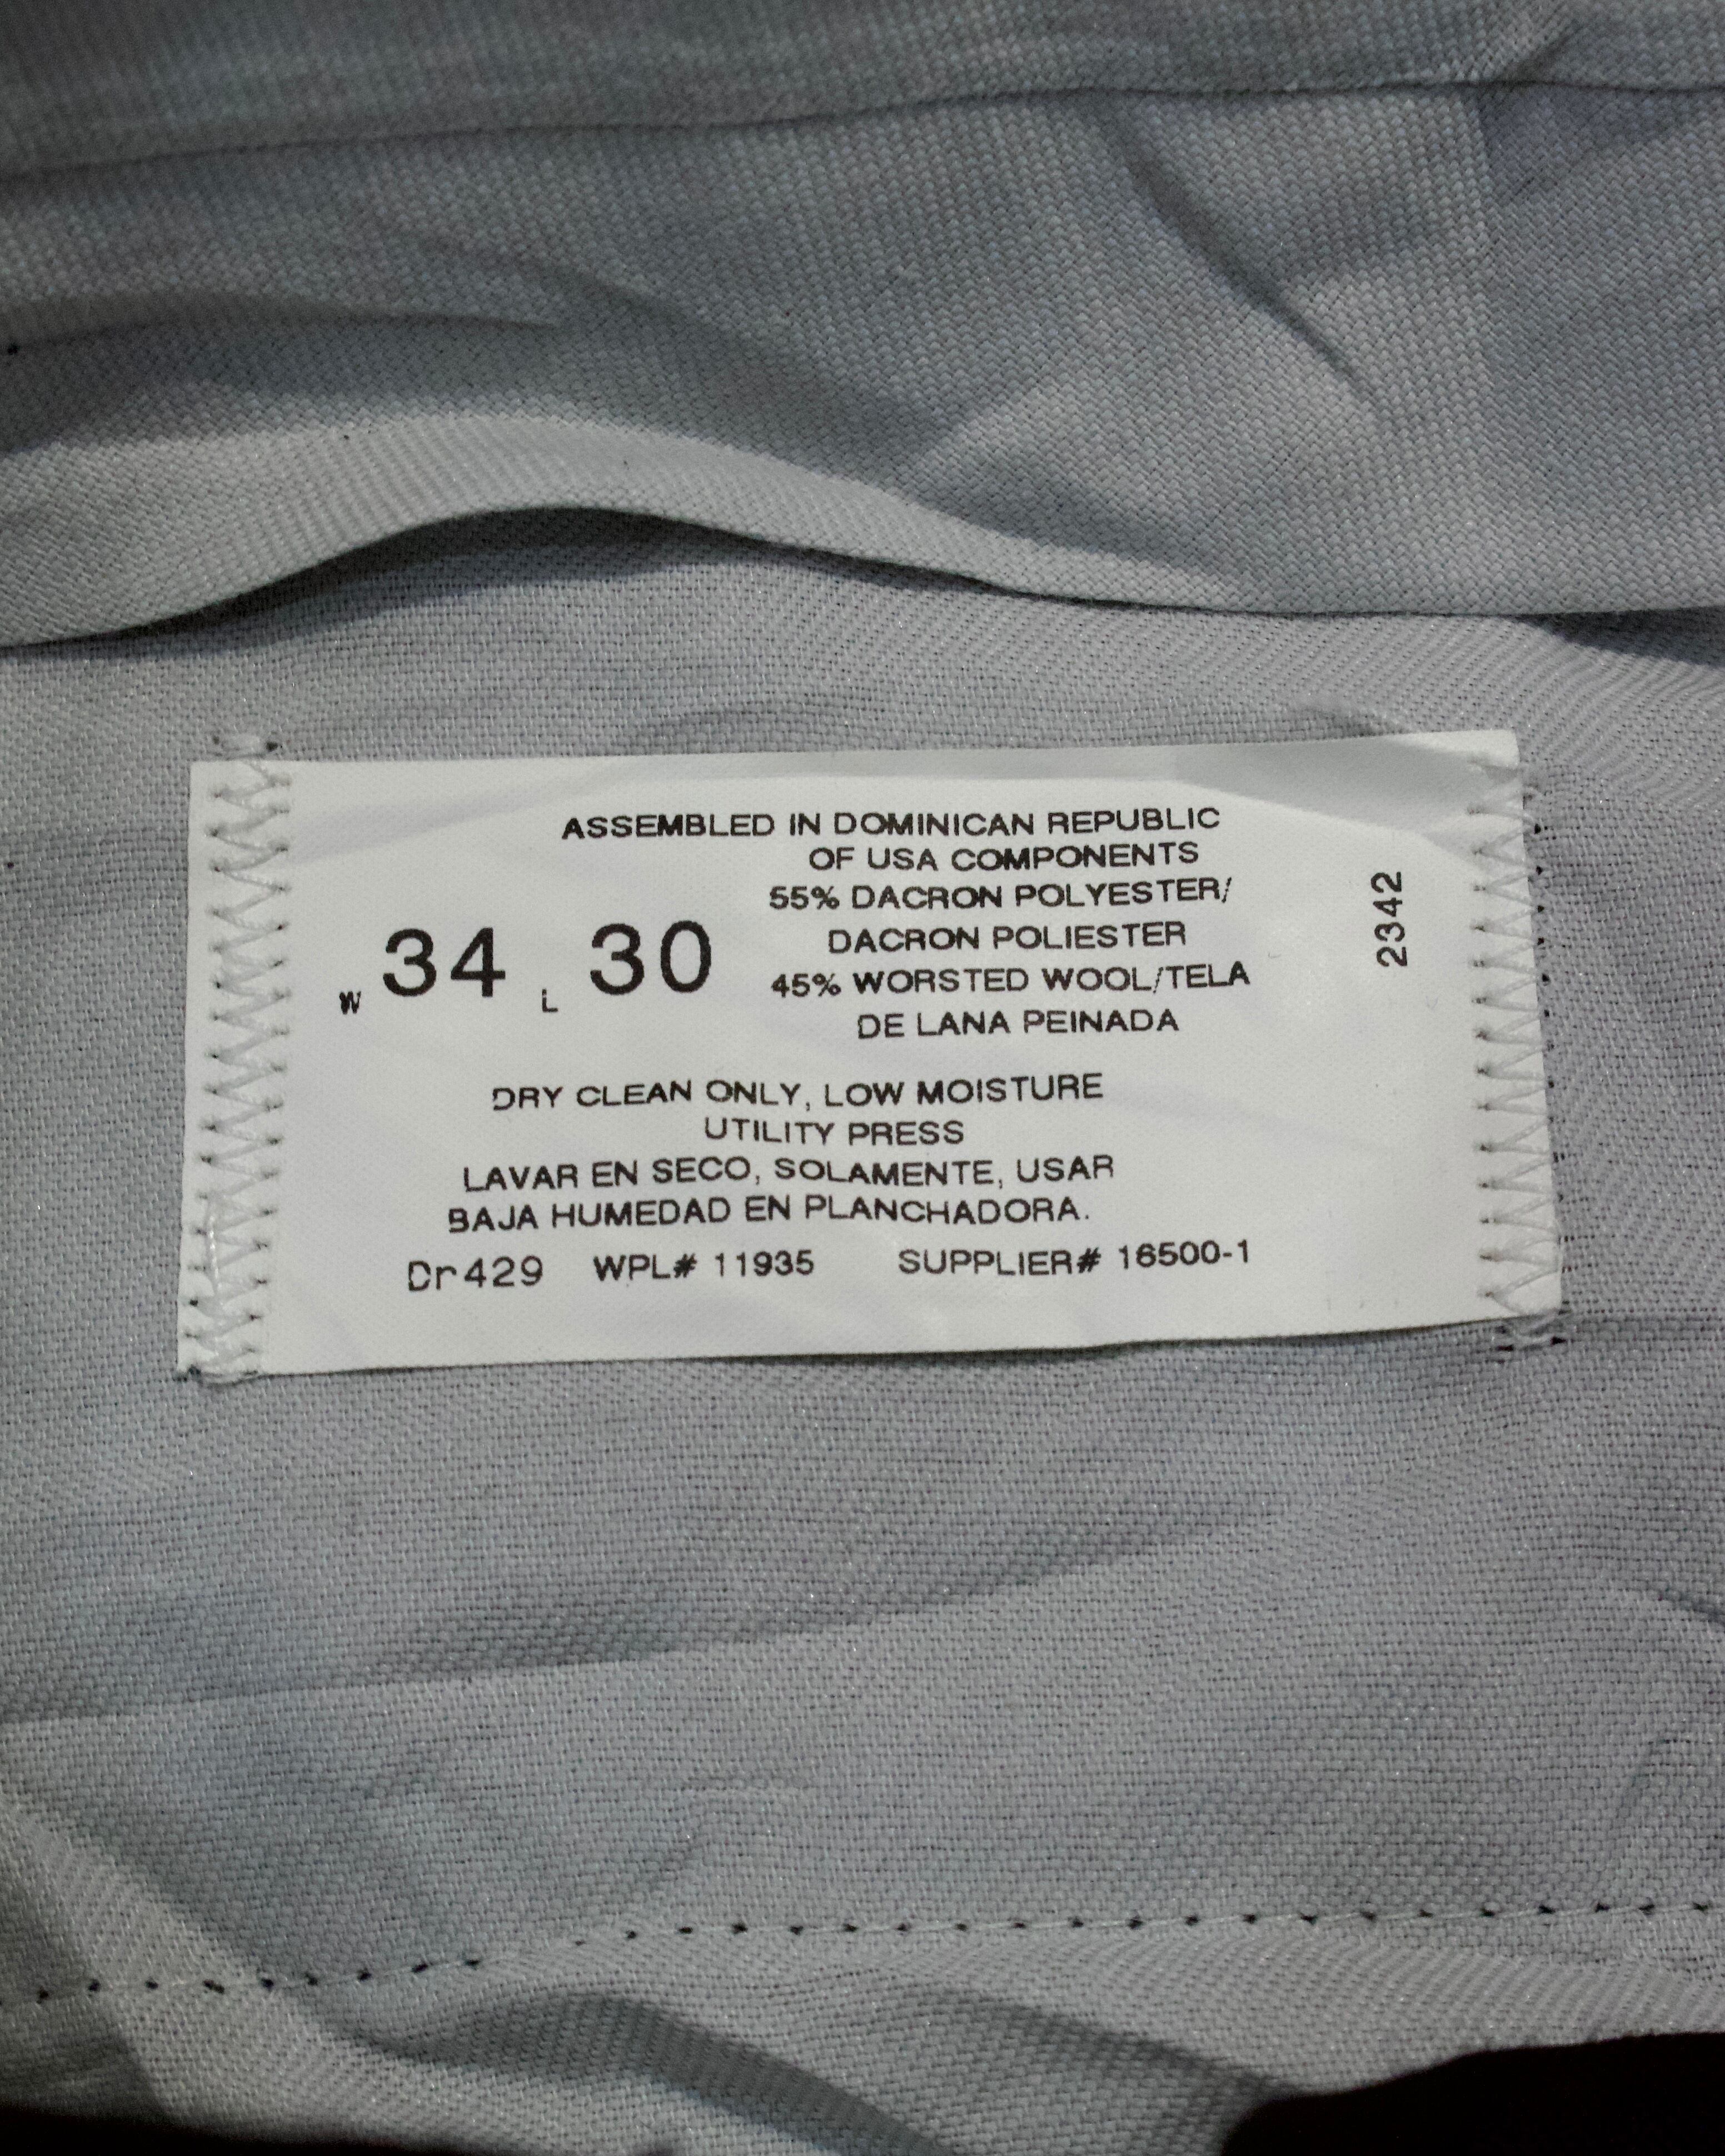 ASSEMBLED IN DOMINICAN REPUBLIC
OF USA COMPONENTS
55% DACRON POLYESTER/
DACRON POLIESTER
W 34 L 30
45% WORSTED WOOL/TELA
DE LANA PEINADA
2342
DRY CLEAN ONLY, LOW MOISTURE
UTILITY PRESS
LAVAR EN SECO, SOLAMENTE, USAR
BAJA HUMEDAD EN PLANCHADORA.
Dr429 WPL# 11935 SUPPLIER# 16500-1